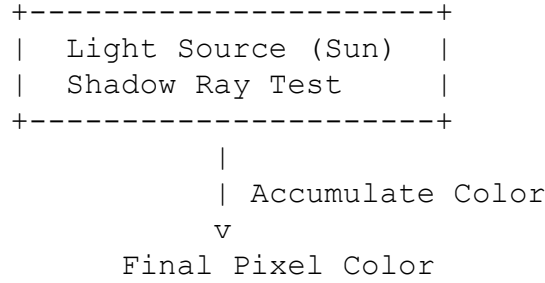 +----------------------+
|  Light Source (Sun)  |
|  Shadow Ray Test     |
+----------------------+
|
| Accumulate Color
v
Final Pixel Color